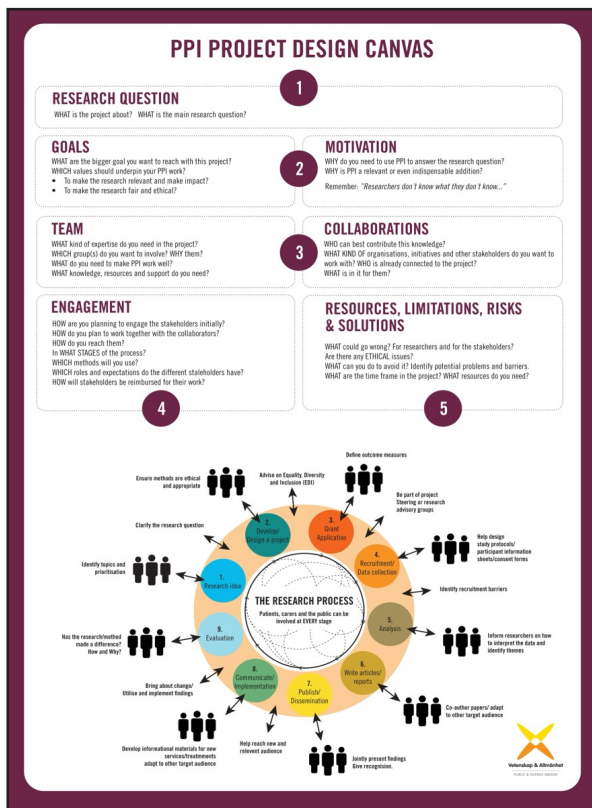 PPI PROJECT DESIGN CANVAS
1
RESEARCH QUESTION
WHAT is the project about? WHAT is the main research question?
GOALS
WHAT are the bigger goal you want to reach with this project?
WHICH values should underpin your PPI work?
• To make the research relevant and make impact?
• To make the research fair and ethical?
2
MOTIVATION
WHY do you need to use PPI to answer the research question?
WHY is PPI a relevant or even indispensable addition?
Remember: "Researchers don't know what they don't know..."
TEAM
WHAT kind of expertise do you need in the project?
WHICH group(s) do you want to involve? WHY them?
WHAT do you need to make PPI work well?
WHAT knowledge, resources and support do you need?
3
COLLABORATIONS
WHO can best contribute this knowledge?
WHAT KIND OF organisations, initiatives and other stakeholders do you want to
work with? WHO is already connected to the project?
What is in it for them?
ENGAGEMENT
HOW are you planning to engage the stakeholders initially?
HOW do you plan to work together with the collaborators?
HOW do you reach them?
In WHAT STAGES of the process?
WHICH methods will you use?
WHICH roles and expectations do the different staleholders have?
HOW will stakeholders be reimbursed for their work?
4
RESOURCES, LIMITATIONS, RISKS
& SOLUTIONS
WHAT could go wrong? For researchers and for the stakeholders?
Are there any ETHICAL issues?
WHAT can you do to avoid it? Identify potential problems and barriers.
WHAT are the time frame in the project? WHAT resources do you need?
5
Define outcome measures
Ensure methods are ethical
and appropriate
Advise on Equality, Diversity
and Inclusion (EDI)
Be part of project
Steering or research
advisory groups
Clarify the research question
Help design
study protocols/
participant information
sheets/consent forms
Identify topics and
prioritisation
Identify recruitment barriers
Has the research/method
made a difference?
How and Why?
Inform researchers on how
to interpret the data and
identify themes
Bring about change/
Utilise and implement findings
Co-author papers/ adapt
to other target audience
Develop informational materials for new
services/treatmments
adapt to other target audience
Help reach new and
relevant audience
Jointly present findings
Give recognision.
1.
Research idea
2.
Develop/
Design a project
3.
Grant
Application
4.
Recruitment/
Data collection
5.
Analysis
6.
Write articles/
reports
7.
Publish/
Dissemination
8.
Communicate/
Implementation
9.
Evaluation
THE RESEARCH PROCESS
Patients, carers and the public can be
involved at EVERY stage
Vetenskap & Allmänhet
PUBLIC & SCIENCE SWEDEN